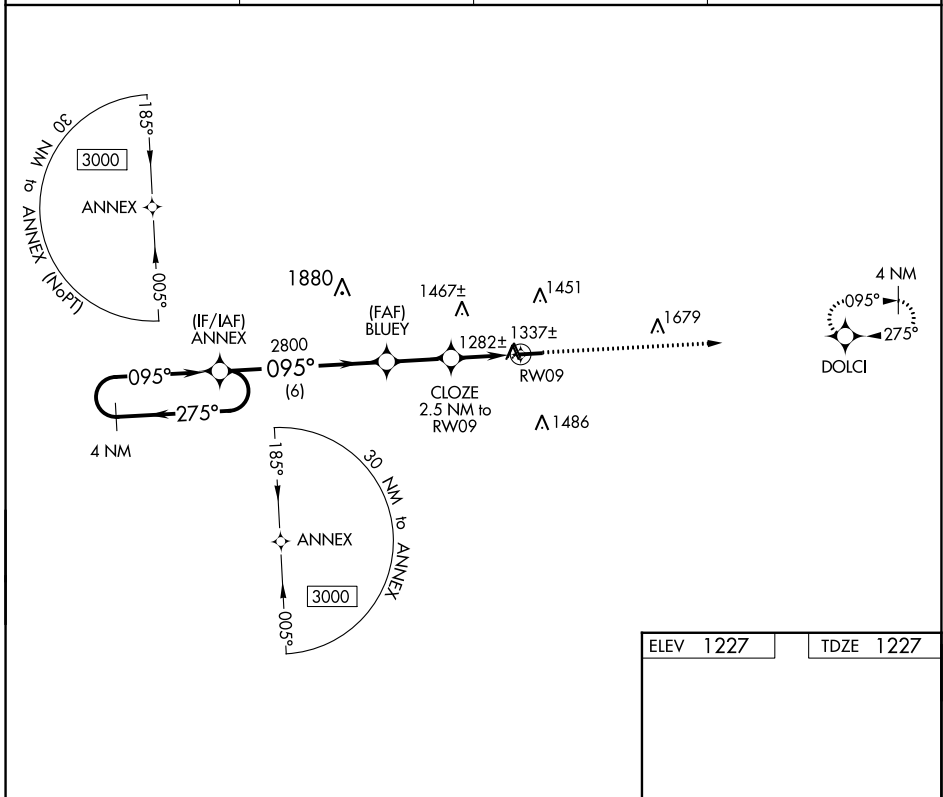 30 NM to ANNEX (NoPT)
185°
3000
ANNEX
005°
1880
1467±
1451
4 NM
095°
275°
DOLCI
(IF/IAF)
ANNEX
2800
095°
(6)
(FAF)
BLUEY
1282±
1337±
1679
RW09
CLOZE
2.5 NM to
RW09
095°
275°
4 NM
1486
185°
30 NM to ANNEX
ANNEX
3000
005°
ELEV 1227
TDZE 1227